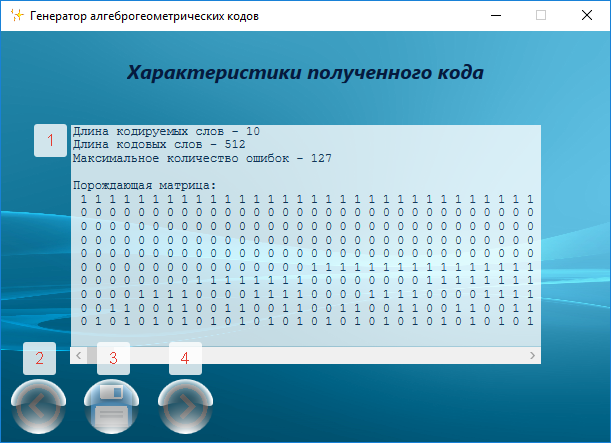 Генератор алгеброгеометрических кодов
Характеристики полученного кода
1
Длина кодируемых слов - 10
Длина кодовых слов - 512
Максимальное количество ошибок - 127
Порождающая матрица:
1 1 1 1 1 1 1 1 1 1 1 1 1 1 1 1 1 1 1 1 1 1 1 1 1 1 1 1 1 1 1 1
0 0 0 0 0 0 0 0 0 0 0 0 0 0 0 0 0 0 0 0 0 0 0 0 0 0 0 0 0 0 0 0
0 0 0 0 0 0 0 0 0 0 0 0 0 0 0 0 0 0 0 0 0 0 0 0 0 0 0 0 0 0 0 0
0 0 0 0 0 0 0 0 0 0 0 0 0 0 0 0 0 0 0 0 0 0 0 0 0 0 0 0 0 0 0 0
0 0 0 0 0 0 0 0 0 0 0 0 0 0 0 0 0 0 0 0 0 0 0 0 0 0 0 0 0 0 0 0
0 0 0 0 0 0 0 0 0 0 0 0 0 0 0 0 1 1 1 1 1 1 1 1 1 1 1 1 1 1 1 1
0 0 0 0 0 0 0 0 1 1 1 1 1 1 1 1 0 0 0 0 0 0 0 0 1 1 1 1 1 1 1 1
0 0 0 0 1 1 1 1 0 0 0 0 1 1 1 1 0 0 0 0 1 1 1 1 0 0 0 0 1 1 1 1
0 0 1 1 0 0 1 1 0 0 1 1 0 0 1 1 0 0 1 1 0 0 1 1 0 0 1 1 0 0 1 1
0 1 0 1 0 1 0 1 0 1 0 1 0 1 0 1 0 1 0 1 0 1 0 1 0 1 0 1 0 1 0 1
2 3 4